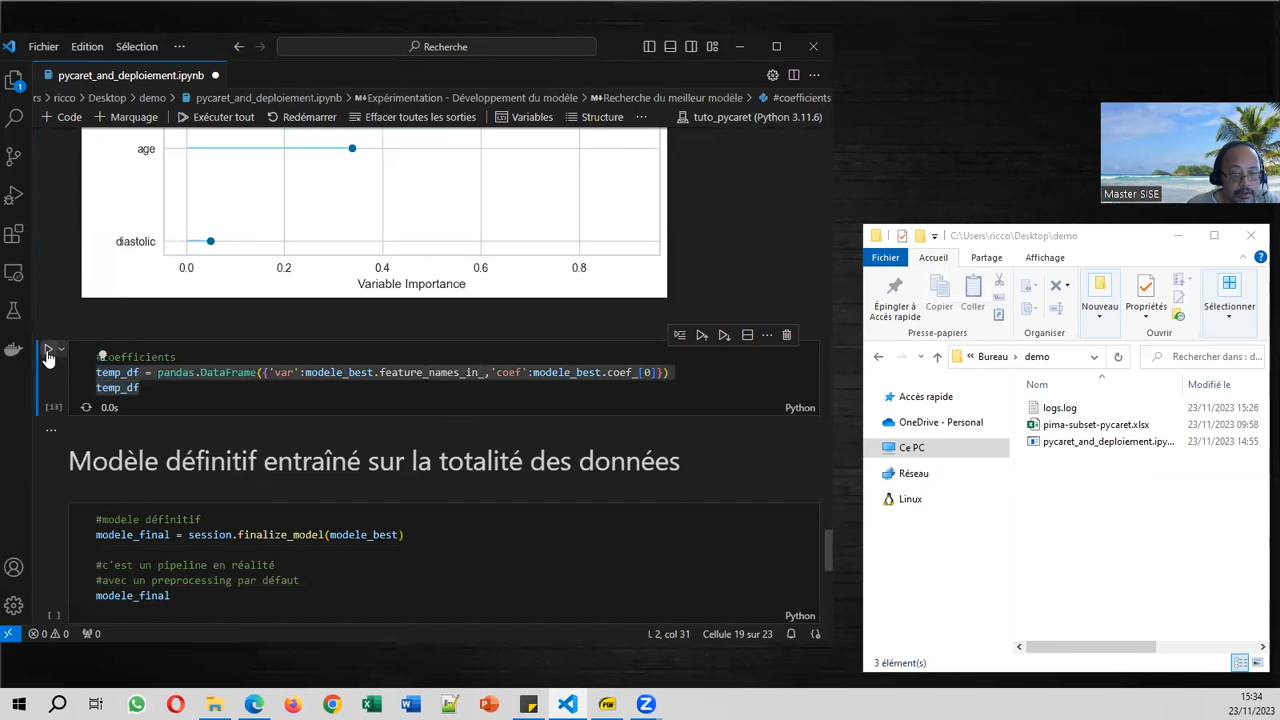 Fichier Edition Sélection ··· Recherche
pycaret_and_deploiement.ipynb
rs > ricco > Desktop > demo > pycaret_and_deploiement.ipynb > Expérimentation - Développement du modèle > Recherche du meilleur modèle > #coefficients
+ Code + Marquage Exécuter tout Redémarrer Effacer toutes les sorties Variables Structure ··· tuto_pycaret (Python 3.11.6)
age
diastolic
0.0 0.2 0.4 0.6 0.8
Variable Importance
#coefficients
temp_df = pandas.DataFrame({'var':modele_best.feature_names_in_,'coef':modele_best.coef_[0]})
temp_df
[13] 0.0s Python
...
Modèle définitif entraîné sur la totalité des données
#modele définitif
modele_final = session.finalize_model(modele_best)
#c'est un pipeline en réalité
#avec un preprocessing par défaut
modele_final
[ ] Python
0 0 0 L 2, col 31 Cellule 19 sur 23
Master SISE
C:\Users\ricco\Desktop\demo
Fichier Accueil Partage Affichage
Épingler à
Accès rapide
Copier
Coller
Nouveau
Propriétés
Sélectionner
Presse-papiers Organiser Ouvrir
« Bureau > demo Rechercher dans : d...
Nom Modifié le
Accès rapide
OneDrive - Personal
Ce PC
Réseau
Linux
logs.log 23/11/2023 15:26
pima-subset-pycaret.xlsx 23/11/2023 09:58
pycaret_and_deploiement.ipy... 23/11/2023 14:55
3 élément(s)
15:34
23/11/2023